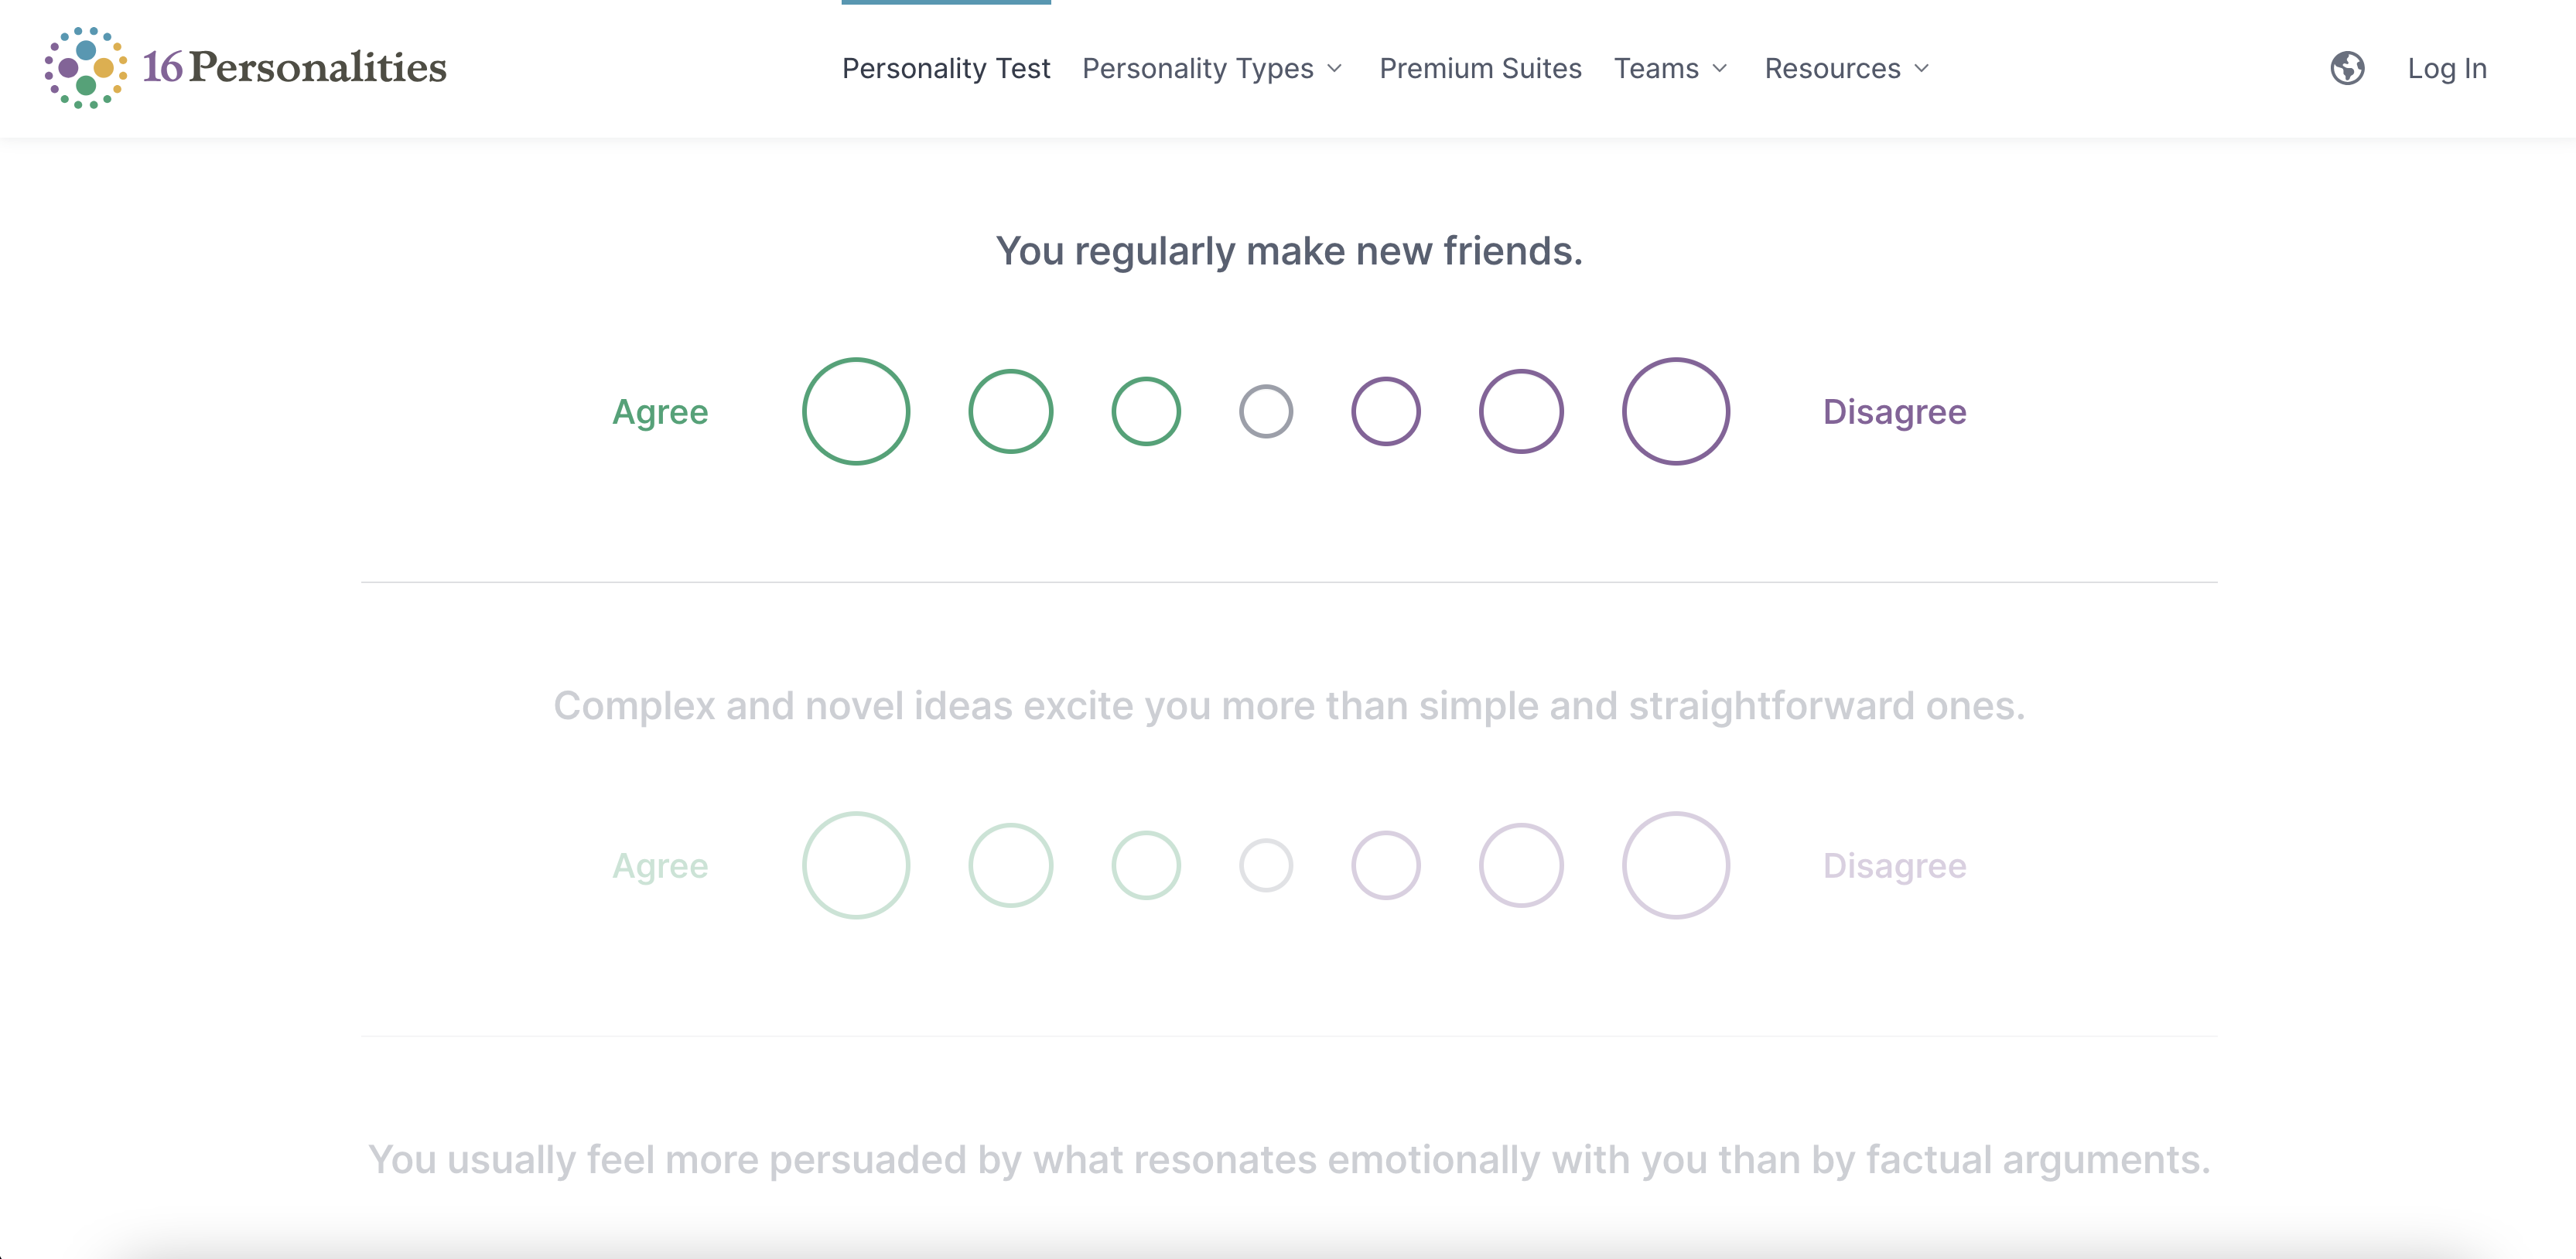 16Personalities
Personality Test
Personality Types
Premium Suites
Teams
Resources
Log In
You regularly make new friends.
Agree
Disagree
Complex and novel ideas excite you more than simple and straightforward ones.
Agree
Disagree
You usually feel more persuaded by what resonates emotionally with you than by factual arguments.